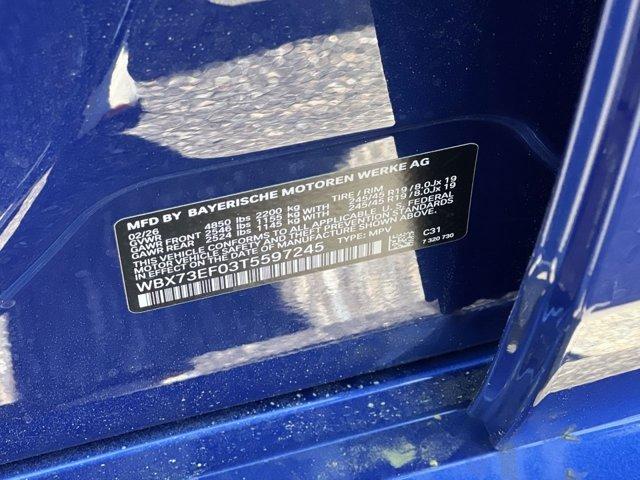 MFD BY BAYERISCHE MOTOREN WERKE AG
02/26 TIRE / RIM
GVWR 4850 lbs 2200 kg WITH 245/45 R19 / 8.0Jx 19
GAWR FRONT 2546 lbs 1155 kg WITH 245/45 R19 / 8.0Jx 19
GAWR REAR 2524 lbs 1145 kg WITH
THIS VEHICLE CONFORMS TO ALL APPLICABLE U.S. FEDERAL
MOTOR VEHICLE SAFETY AND THEFT PREVENTION STANDARDS
IN EFFECT ON THE DATE OF MANUFACTURE SHOWN ABOVE.
WBX73EF03T5597245 TYPE: MPV C31
7 320 730